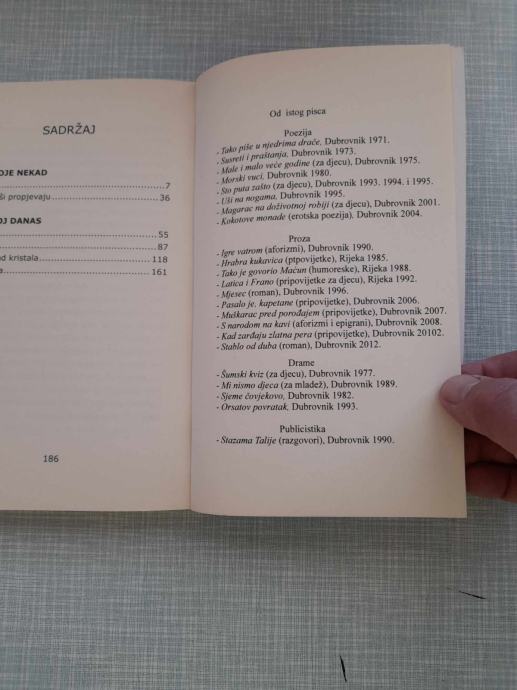 SADRŽAJ
OJE NEKAD
7
ši propjevaju 36
OJ DANAS
55
87
d kristala 118
a 161
186
Od istog pisca
Poezija
- Tako piše u njedrima drače, Dubrovnik 1971.
- Susreti i praštanja, Dubrovnik 1973.
- Male i malo veće godine (za djecu), Dubrovnik 1975.
- Morski vuci, Dubrovnik 1980.
- Sto puta zašto (za djecu), Dubrovnik 1993. 1994. i 1995.
- Uši na nogama, Dubrovnik 1995.
- Magarac na doživotnoj robiji (za djecu), Dubrovnik 2001.
- Kokotove monade (erotska poezija), Dubrovnik 2004.
Proza
- Igre vatrom (aforizmi), Dubrovnik 1990.
- Hrabra kukavica (ptpovijetke), Rijeka 1985.
- Tako je govorio Maćun (humoreske), Rijeka 1988.
- Latica i Frano (pripovijetke za djecu), Rijeka 1992.
- Mjesec (roman), Dubrovnik 1996.
- Pasalo je, kapetane (pripovijetke), Dubrovnik 2006.
- Muškarac pred porođajem (pripovijetke), Dubrovnik 2007.
- S narodom na kavi (aforizmi i epigrani), Dubrovnik 2008.
- Kad zarđaju zlatna pera (pripovijetke), Dubrovnik 20102.
- Stablo od duba (roman), Dubrovnik 2012.
Drame
- Šumski kviz (za djecu), Dubrovnik 1977.
- Mi nismo djeca (za mladež), Dubrovnik 1989.
- Sjeme čovjekovo, Dubrovnik 1982.
- Orsatov povratak, Dubrovnik 1993.
Publicistika
- Stazama Talije (razgovori), Dubrovnik 1990.